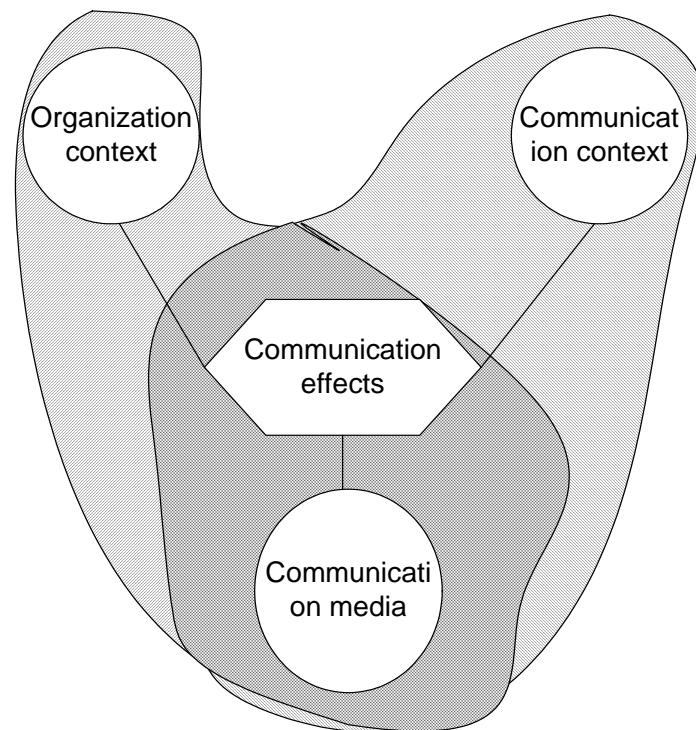 Organization
context
Communicat
ion context
Communication
effects
Communicati
on media